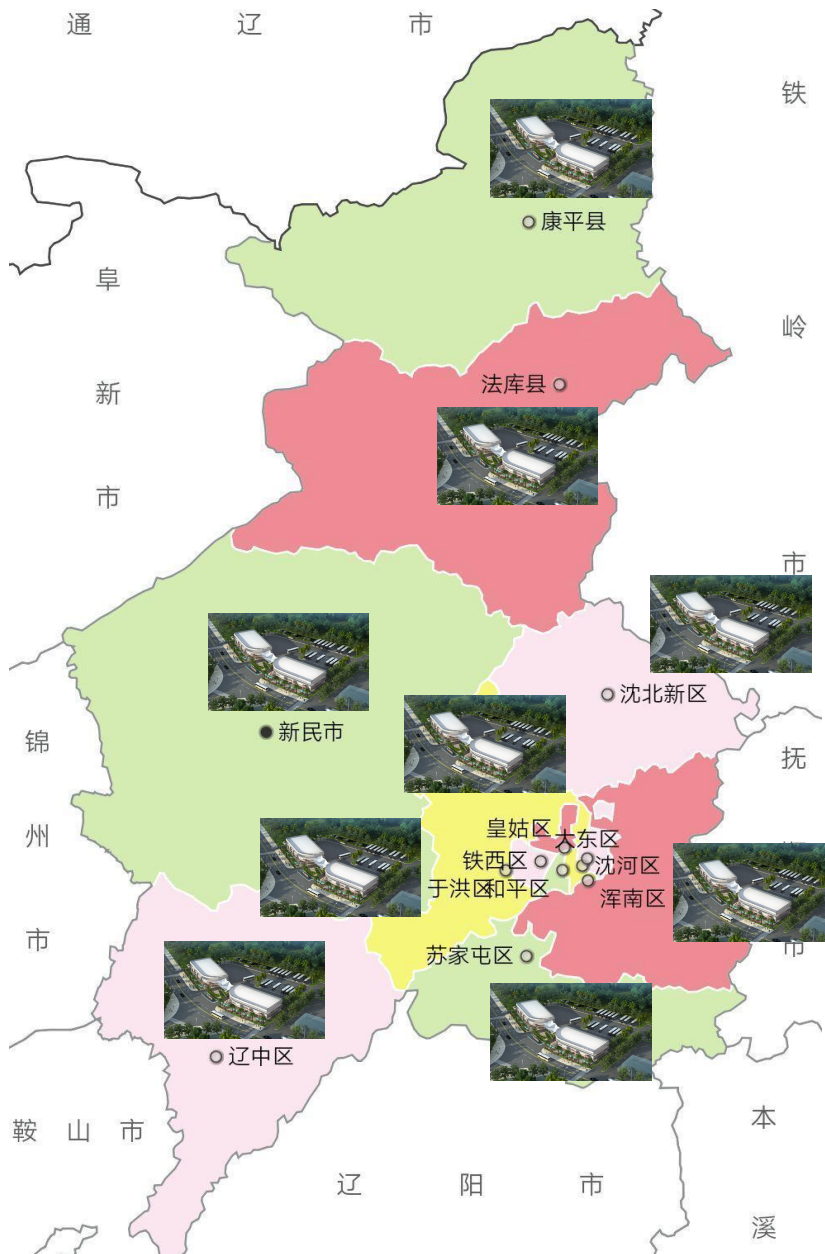 通辽市
铁岭市
康平县
阜新市
法库县
沈北新区
新民市
锦州市
抚
市
皇姑区
大东区
铁西区
沈河区
于洪区
和平区
浑南区
苏家屯区
辽中区
鞍山市
本溪
辽阳市